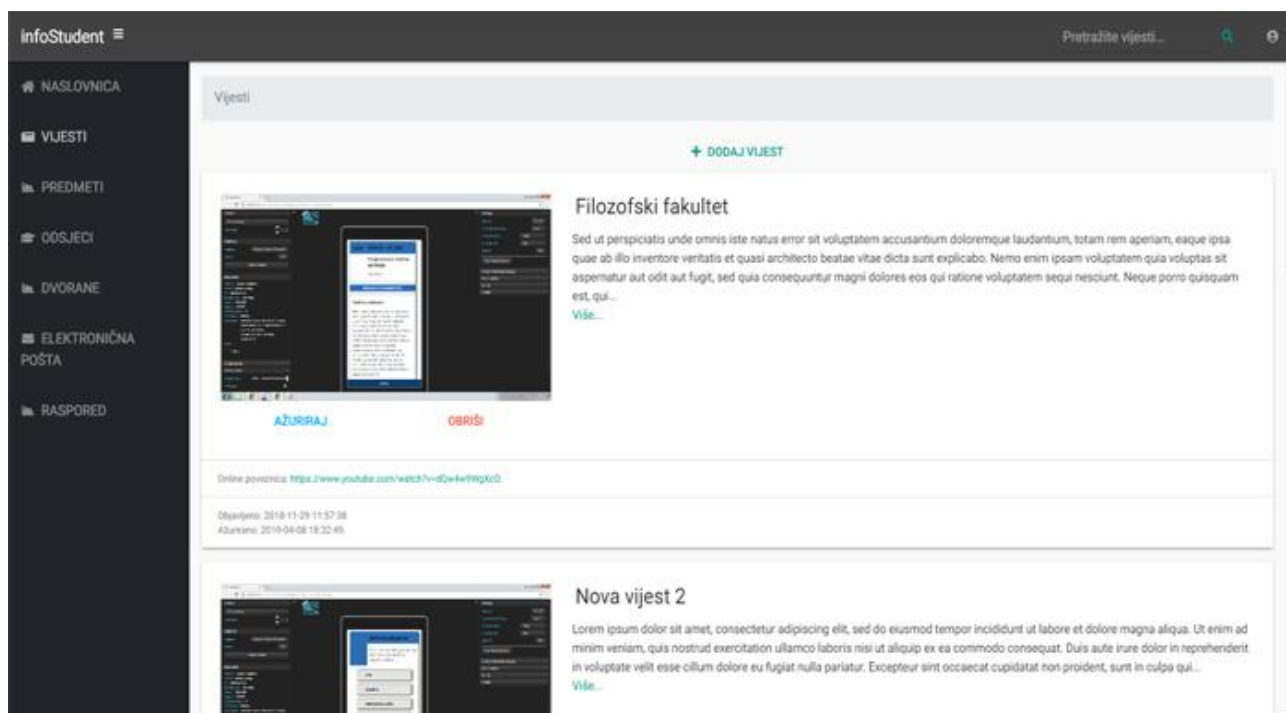 infoStudent
Pretražite vijesti...
NASLOVNICA
VIJESTI
PREDMETI
ODSJECI
DVORANE
ELEKTRONIČNA
POŠTA
RASPORED
Vijesti
+ DODAJ VIJEST
Filozofski fakultet
Sed ut perspiciatis unde omnis iste natus error sit voluptatem accusantium doloremque laudantium, totam rem aperiam, eaque ipsa
quae ab illo inventore veritatis et quasi architecto beatae vitae dicta sunt explicabo. Nemo enim ipsam voluptatem quia voluptas sit
aspernatur aut odit aut fugit, sed quia consequuntur magni dolores eos qui ratione voluptatem sequi nesciunt. Neque porro quisquam
est, qui...
Više...
AŽURIRAJ
OBRIŠI
Online poveznica: https://www.youtube.com/watch?v=dQw4w9WgXcQ
Objavljeno: 2018-11-29 11:57:38
Ažurirano: 2019-04-08 18:22:49
Nova vijest 2
Lorem ipsum dolor sit amet, consectetur adipiscing elit, sed do eiusmod tempor incididunt ut labore et dolore magna aliqua. Ut enim ad
minim veniam, quis nostrud exercitation ullamco laboris nisi ut aliquip ex ea commodo consequat. Duis aute irure dolor in reprehenderit
in voluptate velit esse cillum dolore eu fugiat nulla pariatur. Excepteur sint occaecat cupidatat non proident, sunt in culpa qui...
Više...